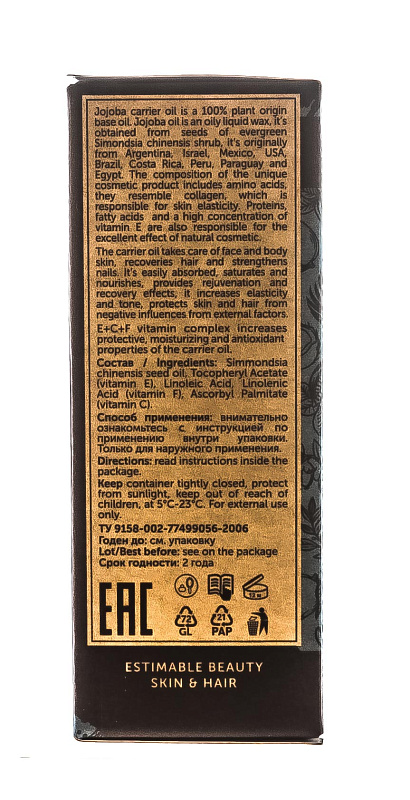 Jojoba carrier oil is a 100% plant origin
base oil. Jojoba oil is an oily liquid wax, it's
obtained from seeds of evergreen
Simondsia chinensis shrub, it's originally
from Argentina, Israel, Mexico, USA,
Brazil, Costa Rica, Peru, Paraguay and
Egypt. The composition of the unique
cosmetic product includes amino acids,
they resemble collagen, which is
responsible for skin elasticity. Proteins,
fatty acids and a high concentration of
vitamin E are also responsible for the
excellent effect of natural cosmetic.
The carrier oil takes care of face and body
skin, recoveries hair and strengthens
nails. It's easily absorbed, saturates and
nourishes, provides rejuvenation and
recovery effects, it increases elasticity
and tone, protects skin and hair from
negative influences from external factors.
E+C+F vitamin complex increases
protective, moisturizing and antioxidant
properties of the carrier oil.
Состав / Ingredients: Simmondsia
chinensis seed oil, Tocopheryl Acetate
(vitamin E), Linoleic Acid, Linolenic
Acid (vitamin F), Ascorbyl Palmitate
(vitamin C).
Способ применения: внимательно
ознакомьтесь с инструкцией по
применению внутри упаковки.
Только для наружного применения.
Directions: read instructions inside the
package.
Keep container tightly closed, protect
from sunlight, keep out of reach of
children, at 5°C-23°C. For external use
only.
ТУ 9158-002-77499056-2006
Годен до: см. упаковку
Lot/Best before: see on the package
Срок годности: 2 года
EAC
12 M
72
GL
21
PAP
ESTIMABLE BEAUTY
SKIN & HAIR